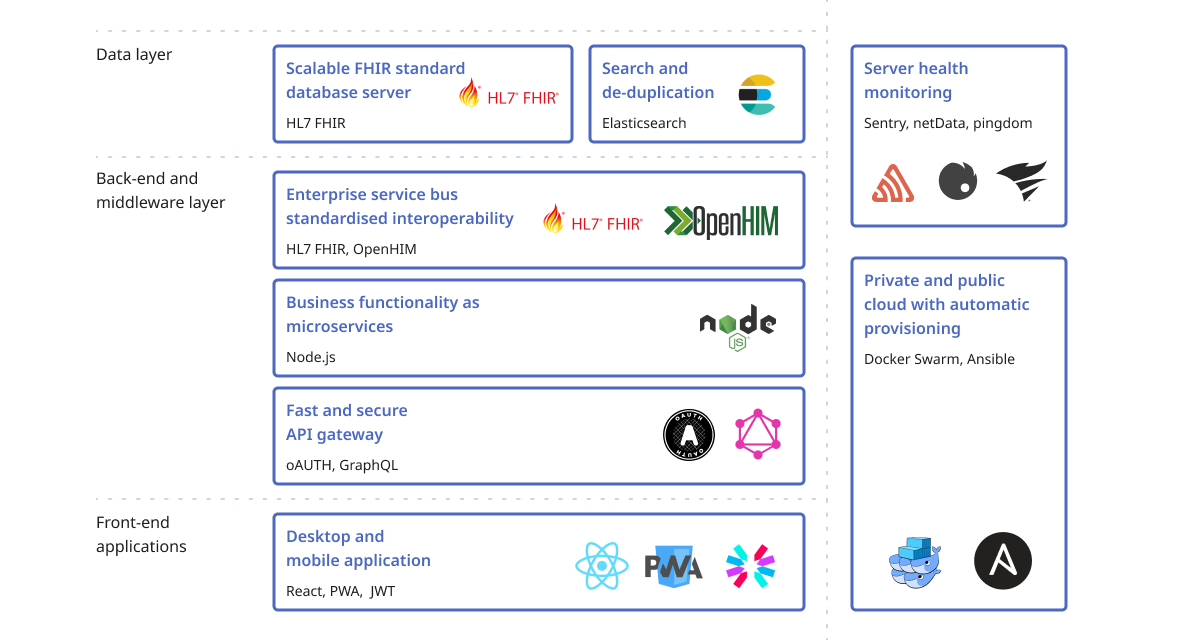 Data layer
Scalable FHIR standard
database server
HL7 FHIR
HL7® FHIR®
Search and
de-duplication
Elasticsearch
Back-end and
middleware layer
Enterprise service bus
standardised interoperability
HL7 FHIR, OpenHIM
HL7® FHIR®
OpenHIM
Business functionality as
microservices
Node.js
node
JS
Fast and secure
API gateway
oAUTH, GraphQL
OAUTH
A
OAUTH
Front-end
applications
Desktop and
mobile application
React, PWA,  JWT
PWA
Server health
monitoring
Sentry, netData, pingdom
Private and public
cloud with automatic
provisioning
Docker Swarm, Ansible
A